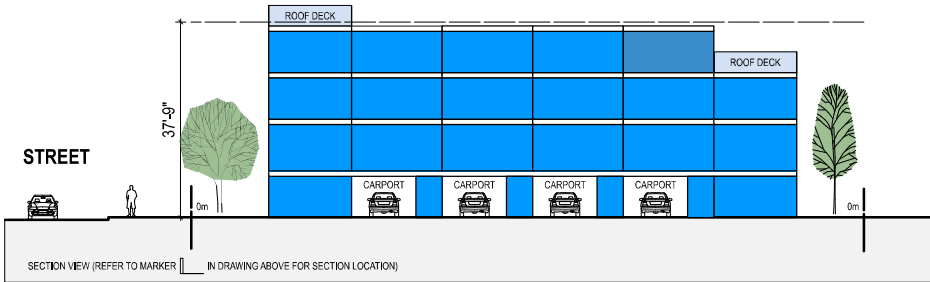 ROOF DECK
ROOF DECK
37'-9"
STREET
CARPORT CARPORT CARPORT CARPORT
0m
0m
SECTION VIEW (REFER TO MARKER IN DRAWING ABOVE FOR SECTION LOCATION)